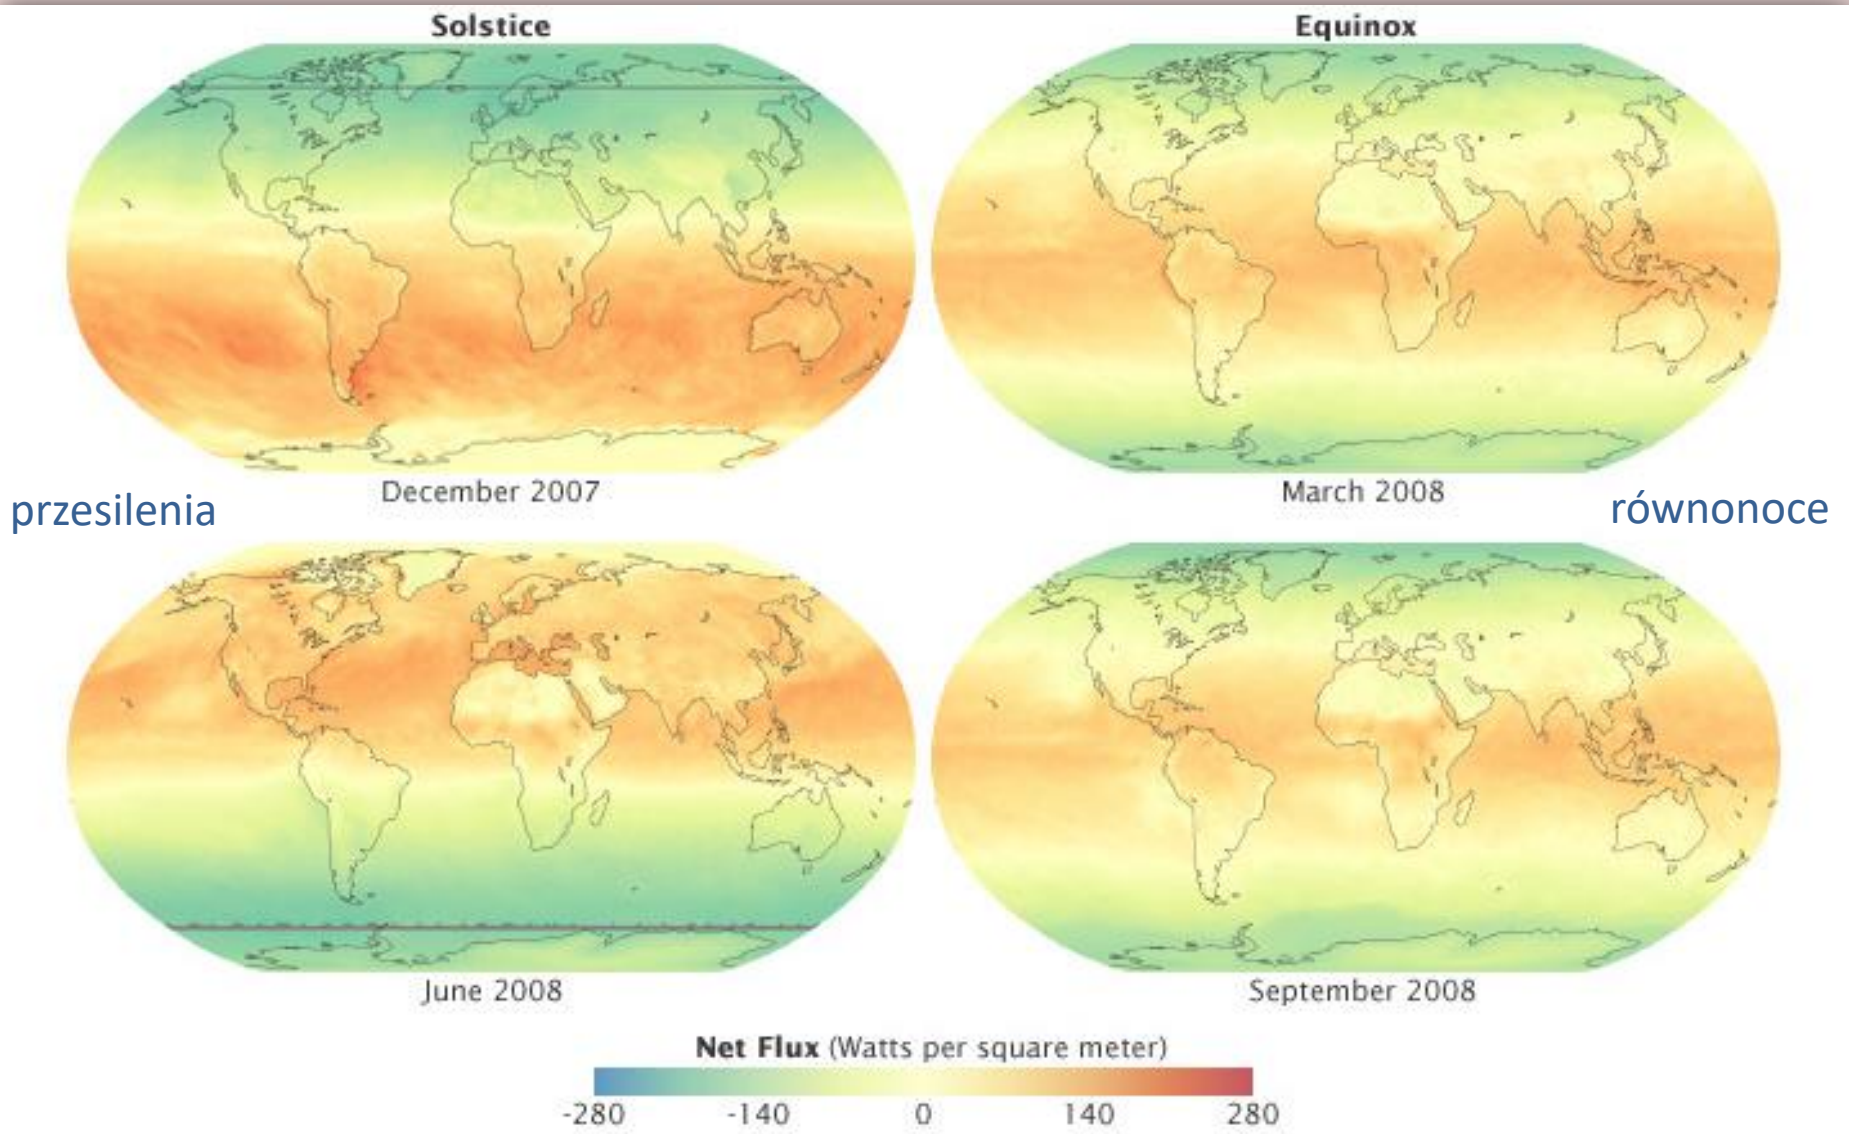 Solstice
Equinox
December 2007
March 2008
przesilenia
równonoce
June 2008
September 2008
Net Flux (Watts per square meter)
-280 -140 0 140 280